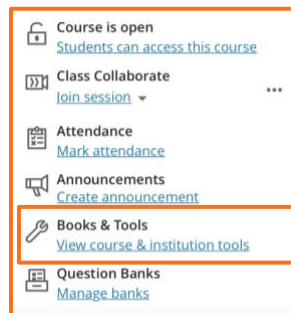 Course is open
Students can access this course
Class Collaborate
Join session
Attendance
Mark attendance
Announcements
Create announcement
Books & Tools
View course & institution tools
Question Banks
Manage banks